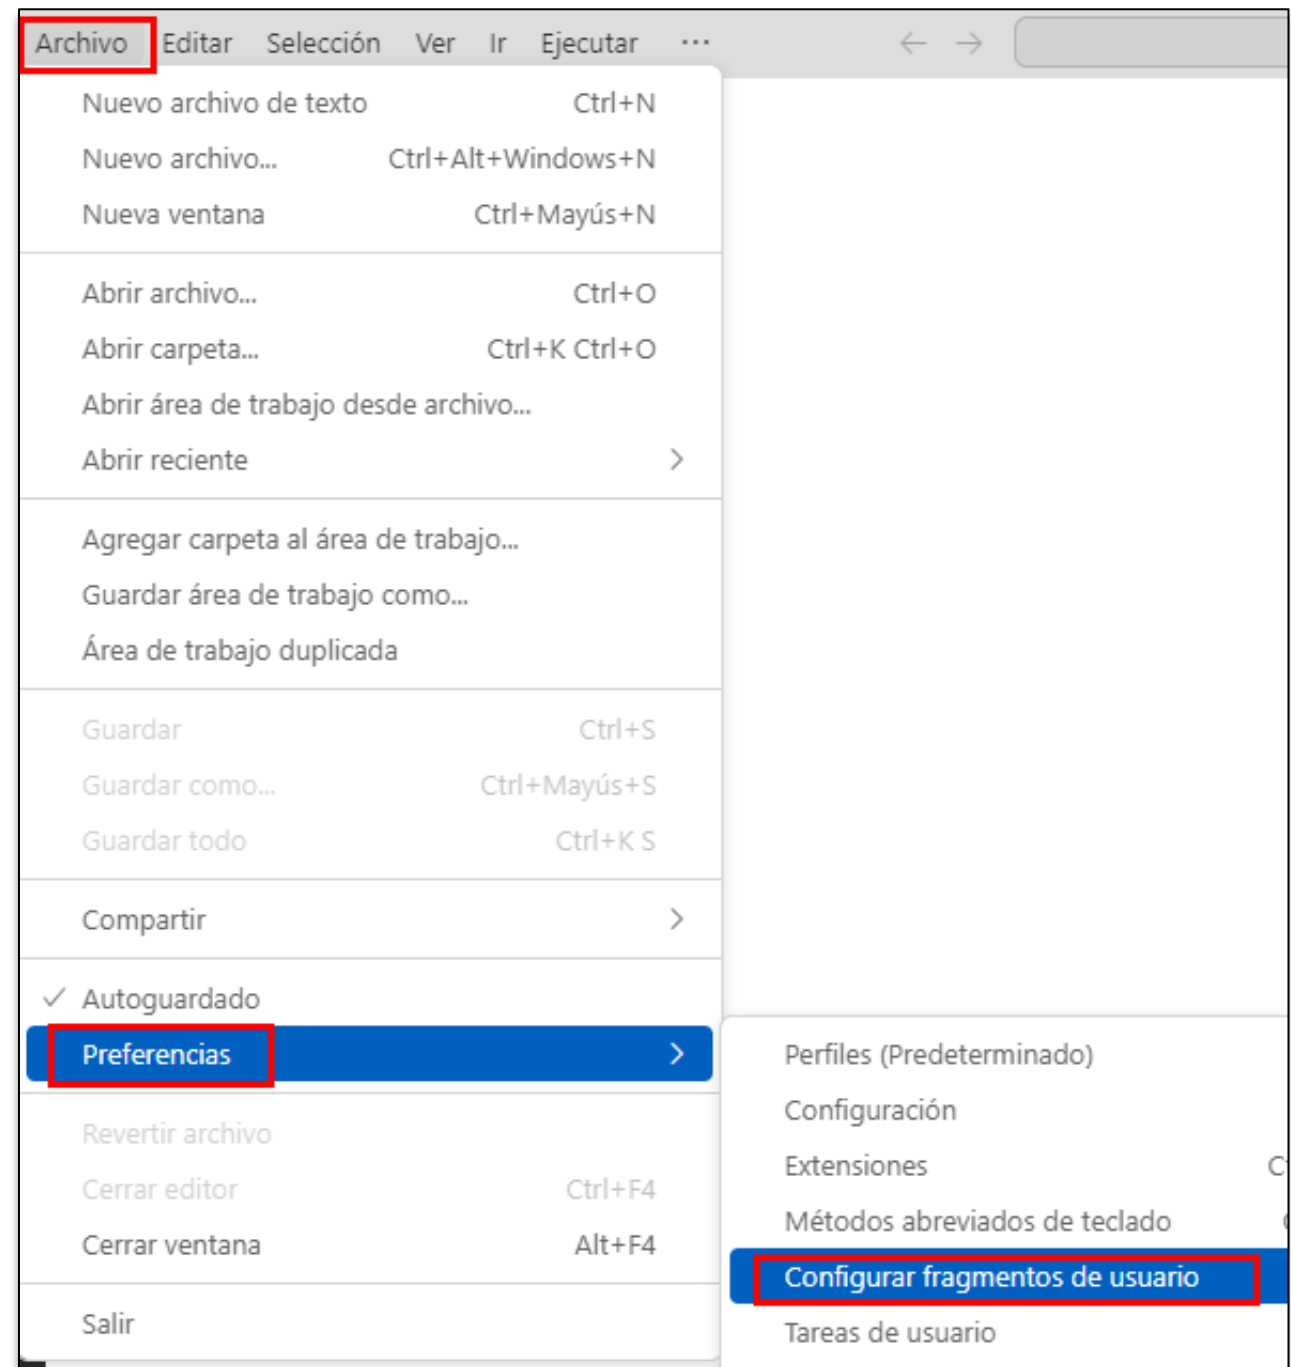 Archivo Editar Selección Ver Ir Ejecutar ...
Nuevo archivo de texto Ctrl+N
Nuevo archivo... Ctrl+Alt+Windows+N
Nueva ventana Ctrl+Mayús+N
Abrir archivo... Ctrl+O
Abrir carpeta... Ctrl+K Ctrl+O
Abrir área de trabajo desde archivo...
Abrir reciente
Agregar carpeta al área de trabajo...
Guardar área de trabajo como...
Área de trabajo duplicada
Guardar Ctrl+S
Guardar como... Ctrl+Mayús+S
Guardar todo Ctrl+K S
Compartir
Autoguardado
Preferencias
Revertir archivo
Cerrar editor Ctrl+F4
Cerrar ventana Alt+F4
Salir
Perfiles (Predeterminado)
Configuración
Extensiones
Métodos abreviados de teclado
Configurar fragmentos de usuario
Tareas de usuario